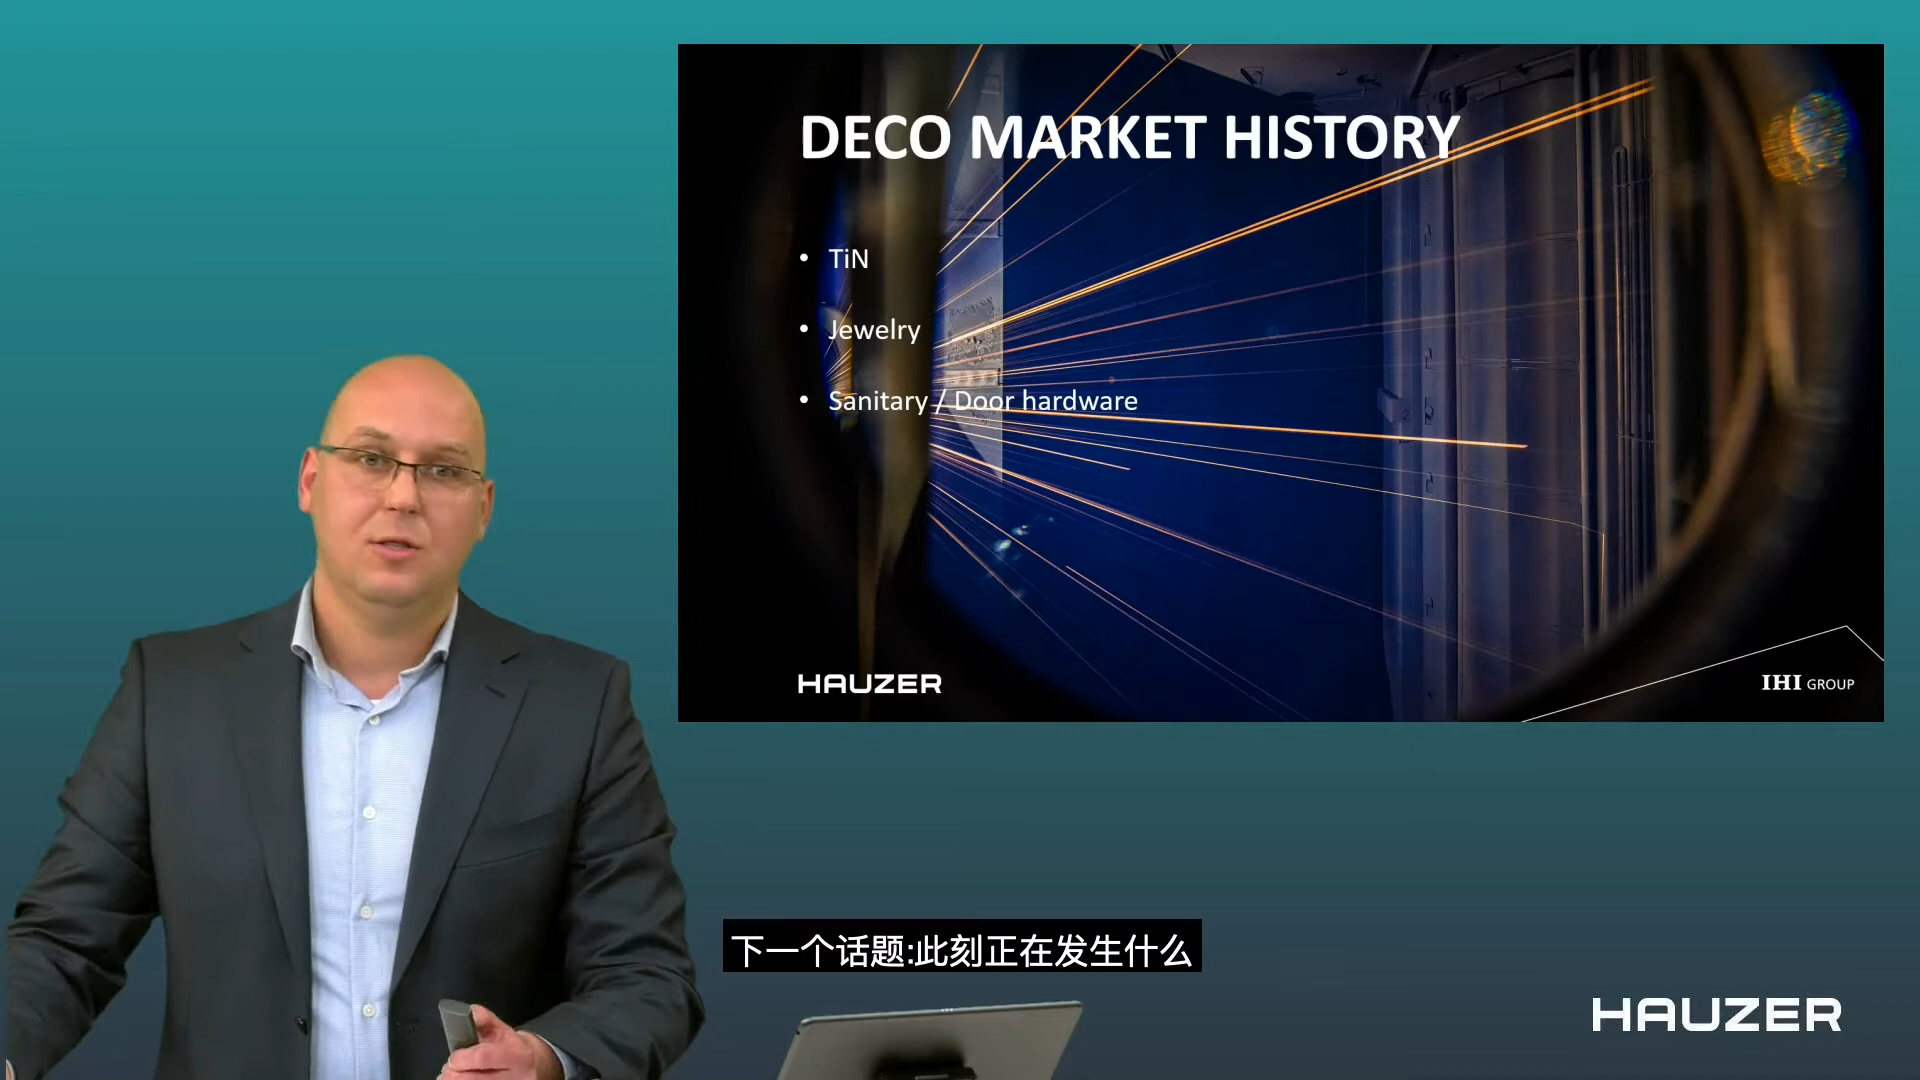 DECO MARKET HISTORY
• TiN
• Jewelry
• Sanitary / Door hardware
HAUZER
IHI GROUP
下一个话题:此刻正在发生什么
HAUZER